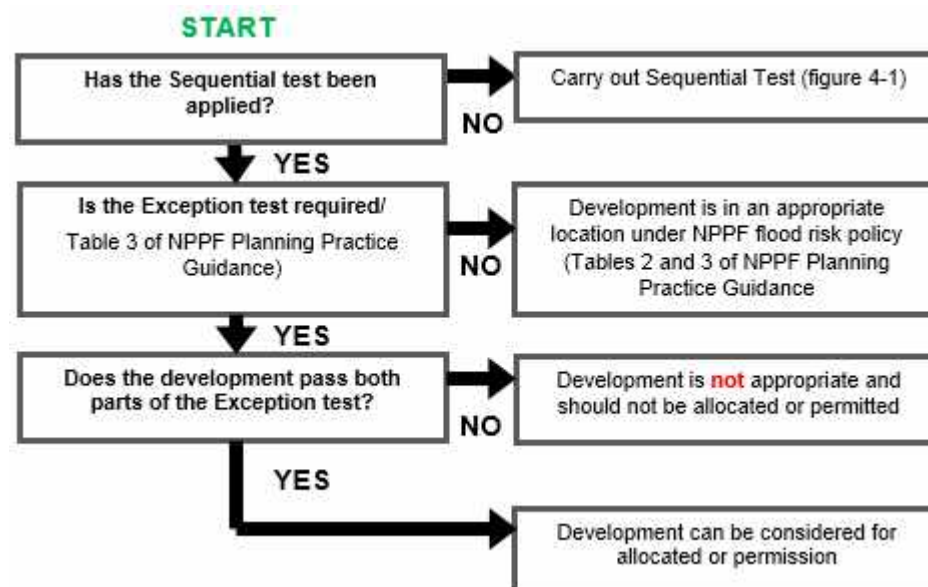 START
Has the Sequential test been
applied?
Carry out Sequential Test (figure 4-1)
NO
YES
Is the Exception test required/
Table 3 of NPPF Planning Practice
Guidance)
Development is in an appropriate
location under NPPF flood risk policy
(Tables 2 and 3 of NPPF Planning
Practice Guidance
NO
YES
Does the development pass both
parts of the Exception test?
Development is not appropriate and
should not be allocated or permitted
NO
YES
Development can be considered for
allocated or permission